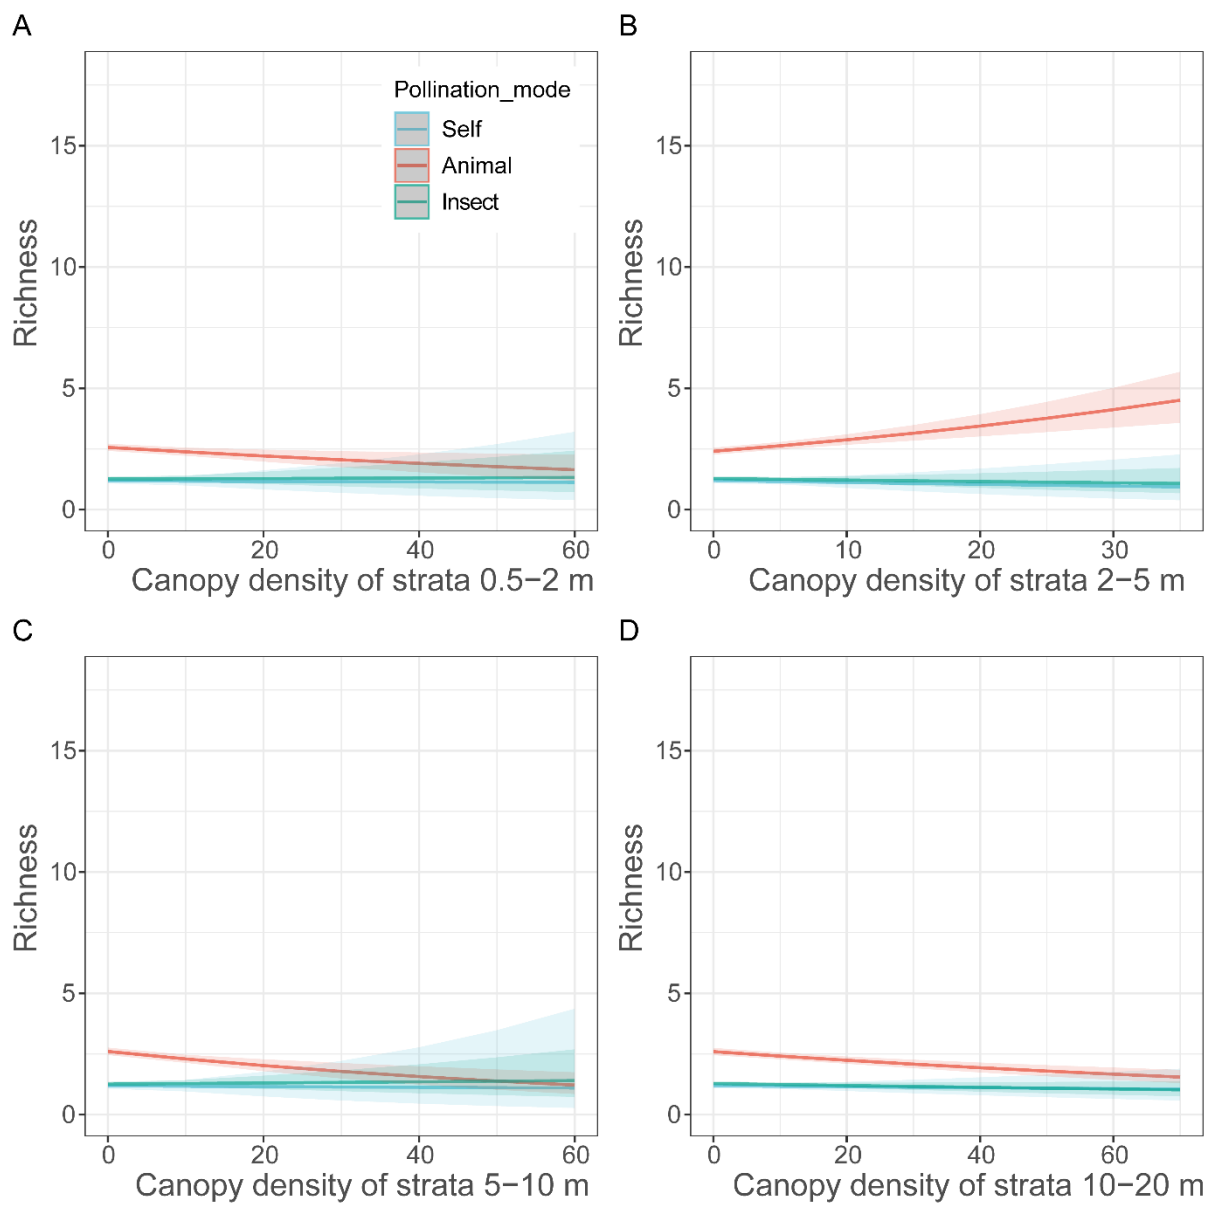 A
Pollination_mode
Self
Animal
Insect
Richness
15
10
5
0
0 20 40 60
Canopy density of strata 0.5−2 m
B
Richness
15
10
5
0
0 10 20 30
Canopy density of strata 2−5 m
C
Richness
15
10
5
0
0 20 40 60
Canopy density of strata 5−10 m
D
Richness
15
10
5
0
0 20 40 60
Canopy density of strata 10−20 m